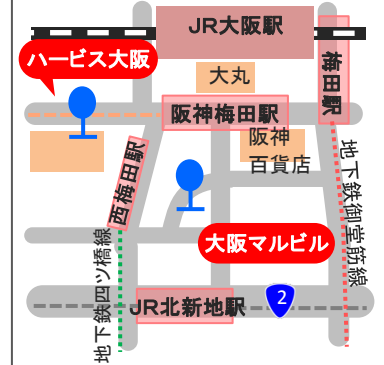 JR大阪駅
ハービス大阪
大丸
梅田駅
阪神梅田駅
阪神
百貨店
西梅田駅
地下鉄御堂筋線
大阪マルビル
地下鉄四ツ橋線
JR北新地駅
2